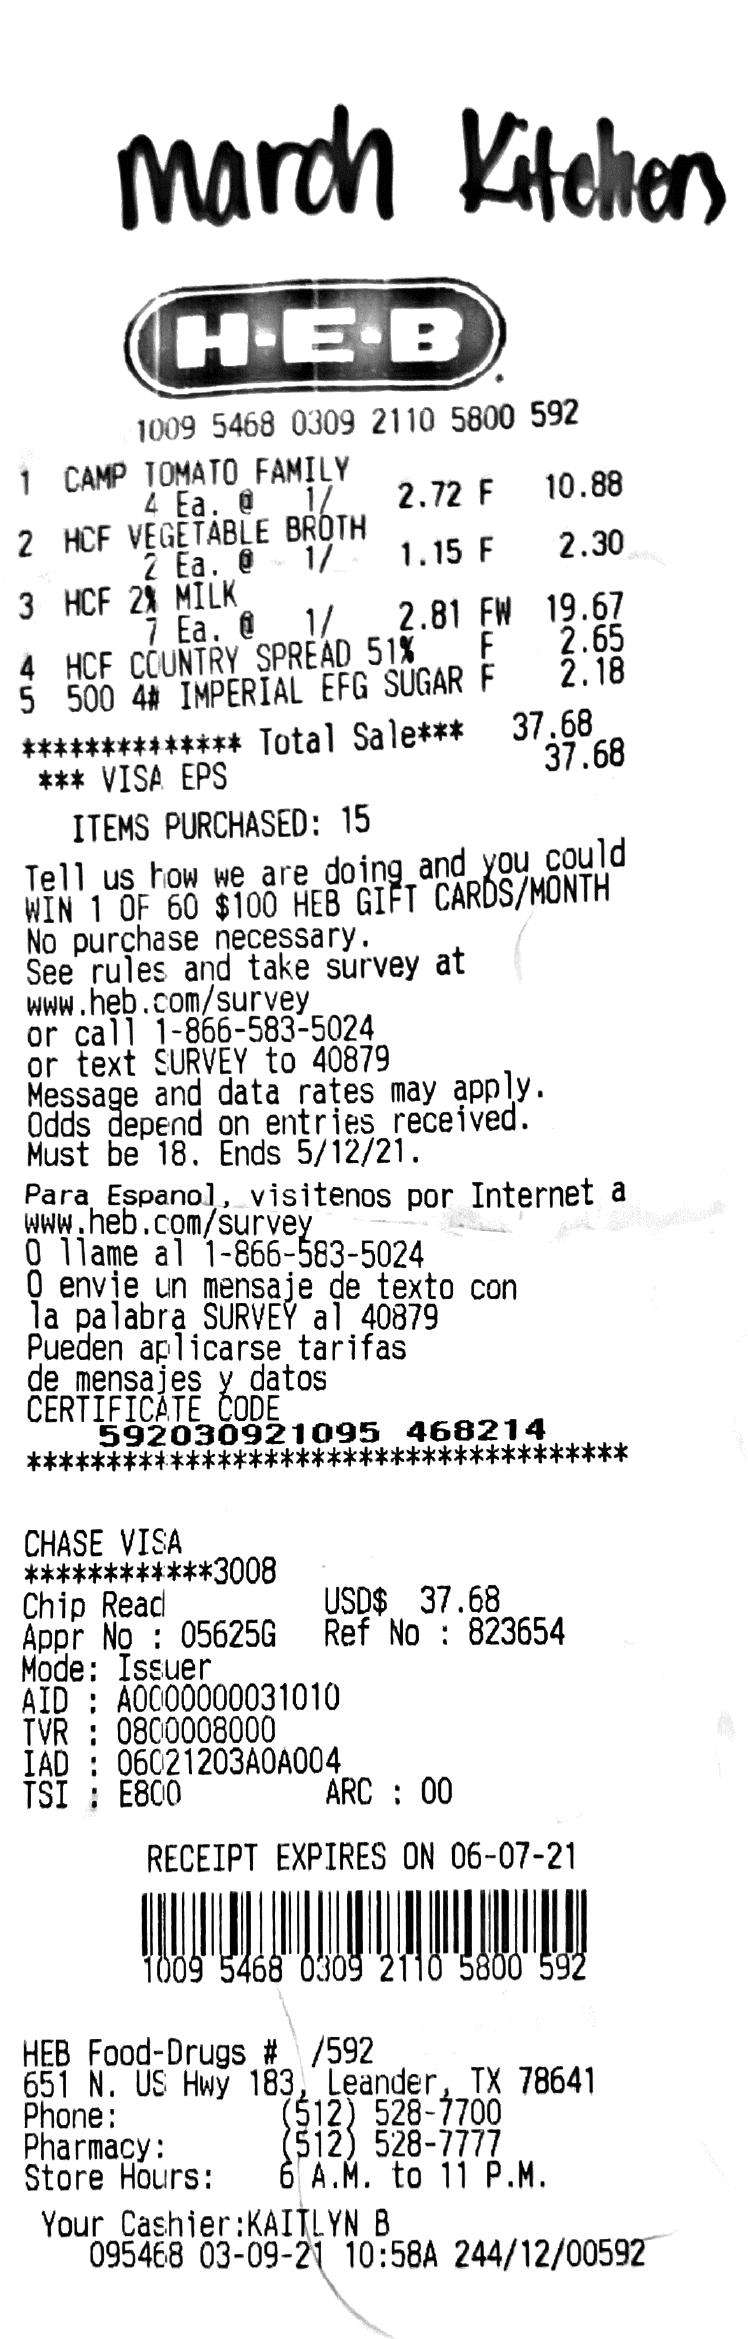 March Kitchens
H-E-B
1009 5468 0309 2110 5800 592
1 CAMP TOMATO FAMILY
4 Ea. @ 1/ 2.72 F 10.88
2 HCF VEGETABLE BROTH
2 Ea. @ 1/ 1.15 F 2.30
3 HCF 2% MILK
7 Ea. @ 1/ 2.81 FW 19.67
4 HCF COUNTRY SPREAD 51% F 2.65
5 500 4# IMPERIAL EFG SUGAR F 2.18
************** Total Sale*** 37.68
*** VISA EPS 37.68
ITEMS PURCHASED: 15
Tell us how we are doing and you could
WIN 1 OF 60 $100 HEB GIFT CARDS/MONTH
No purchase necessary.
See rules and take survey at
www.heb.com/survey
or call 1-866-583-5024
or text SURVEY to 40879
Message and data rates may apply.
Odds depend on entries received.
Must be 18. Ends 5/12/21.
Para Espanol, visitenos por Internet a
www.heb.com/survey
O llame al 1-866-583-5024
O envie un mensaje de texto con
la palabra SURVEY al 40879
Pueden aplicarse tarifas
de mensajes y datos
CERTIFICATE CODE
592030921095 468214
**************************************
CHASE VISA
************3008
Chip Read USD$ 37.68
Appr No : 05625G Ref No : 823654
Mode: Issuer
AID : A0000000031010
TVR : 0800008000
IAD : 06021203A0A004
TSI : E800 ARC : 00
RECEIPT EXPIRES ON 06-07-21
1009 5468 0309 2110 5800 592
HEB Food-Drugs # /592
651 N. US Hwy 183, Leander, TX 78641
Phone: (512) 528-7700
Pharmacy: (512) 528-7777
Store Hours: 6 A.M. to 11 P.M.
Your Cashier:KAITLYN B
095468 03-09-21 10:58A 244/12/00592